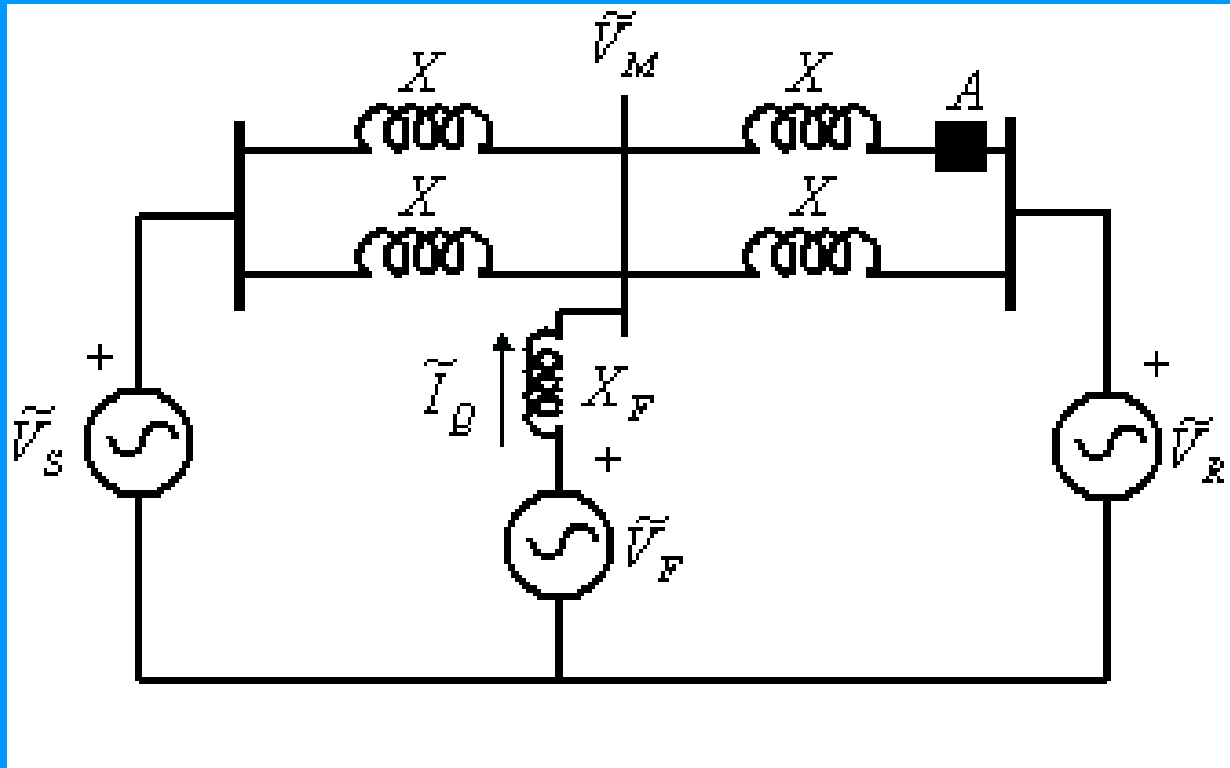 Ṽ_M
X X A
X X
+ +
Ĩ_Q X_F
Ṽ_S + Ṽ_R
Ṽ_F